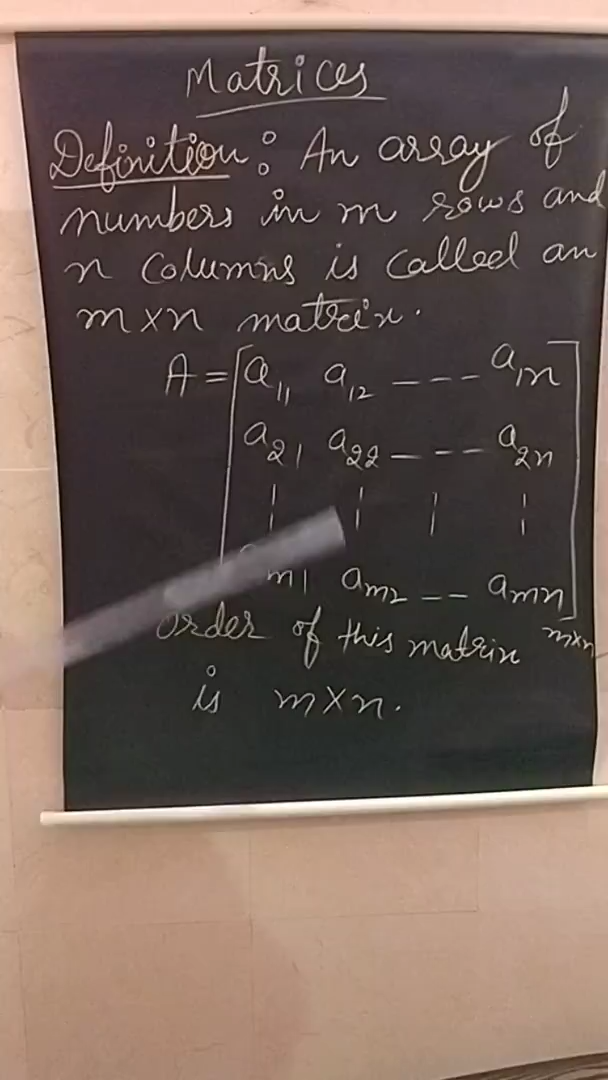 Matrices
Definition: An array of
numbers in m rows and
n columns is called an
m×n matrix.
A = [a₁₁ a₁₂ --- a₁ₙ
a₂₁ a₂₂ --- a₂ₙ
¦ ¦ ¦ ¦
m1 aₘ₂ -- aₘₙ] m×n
order of this matrix
is m×n.